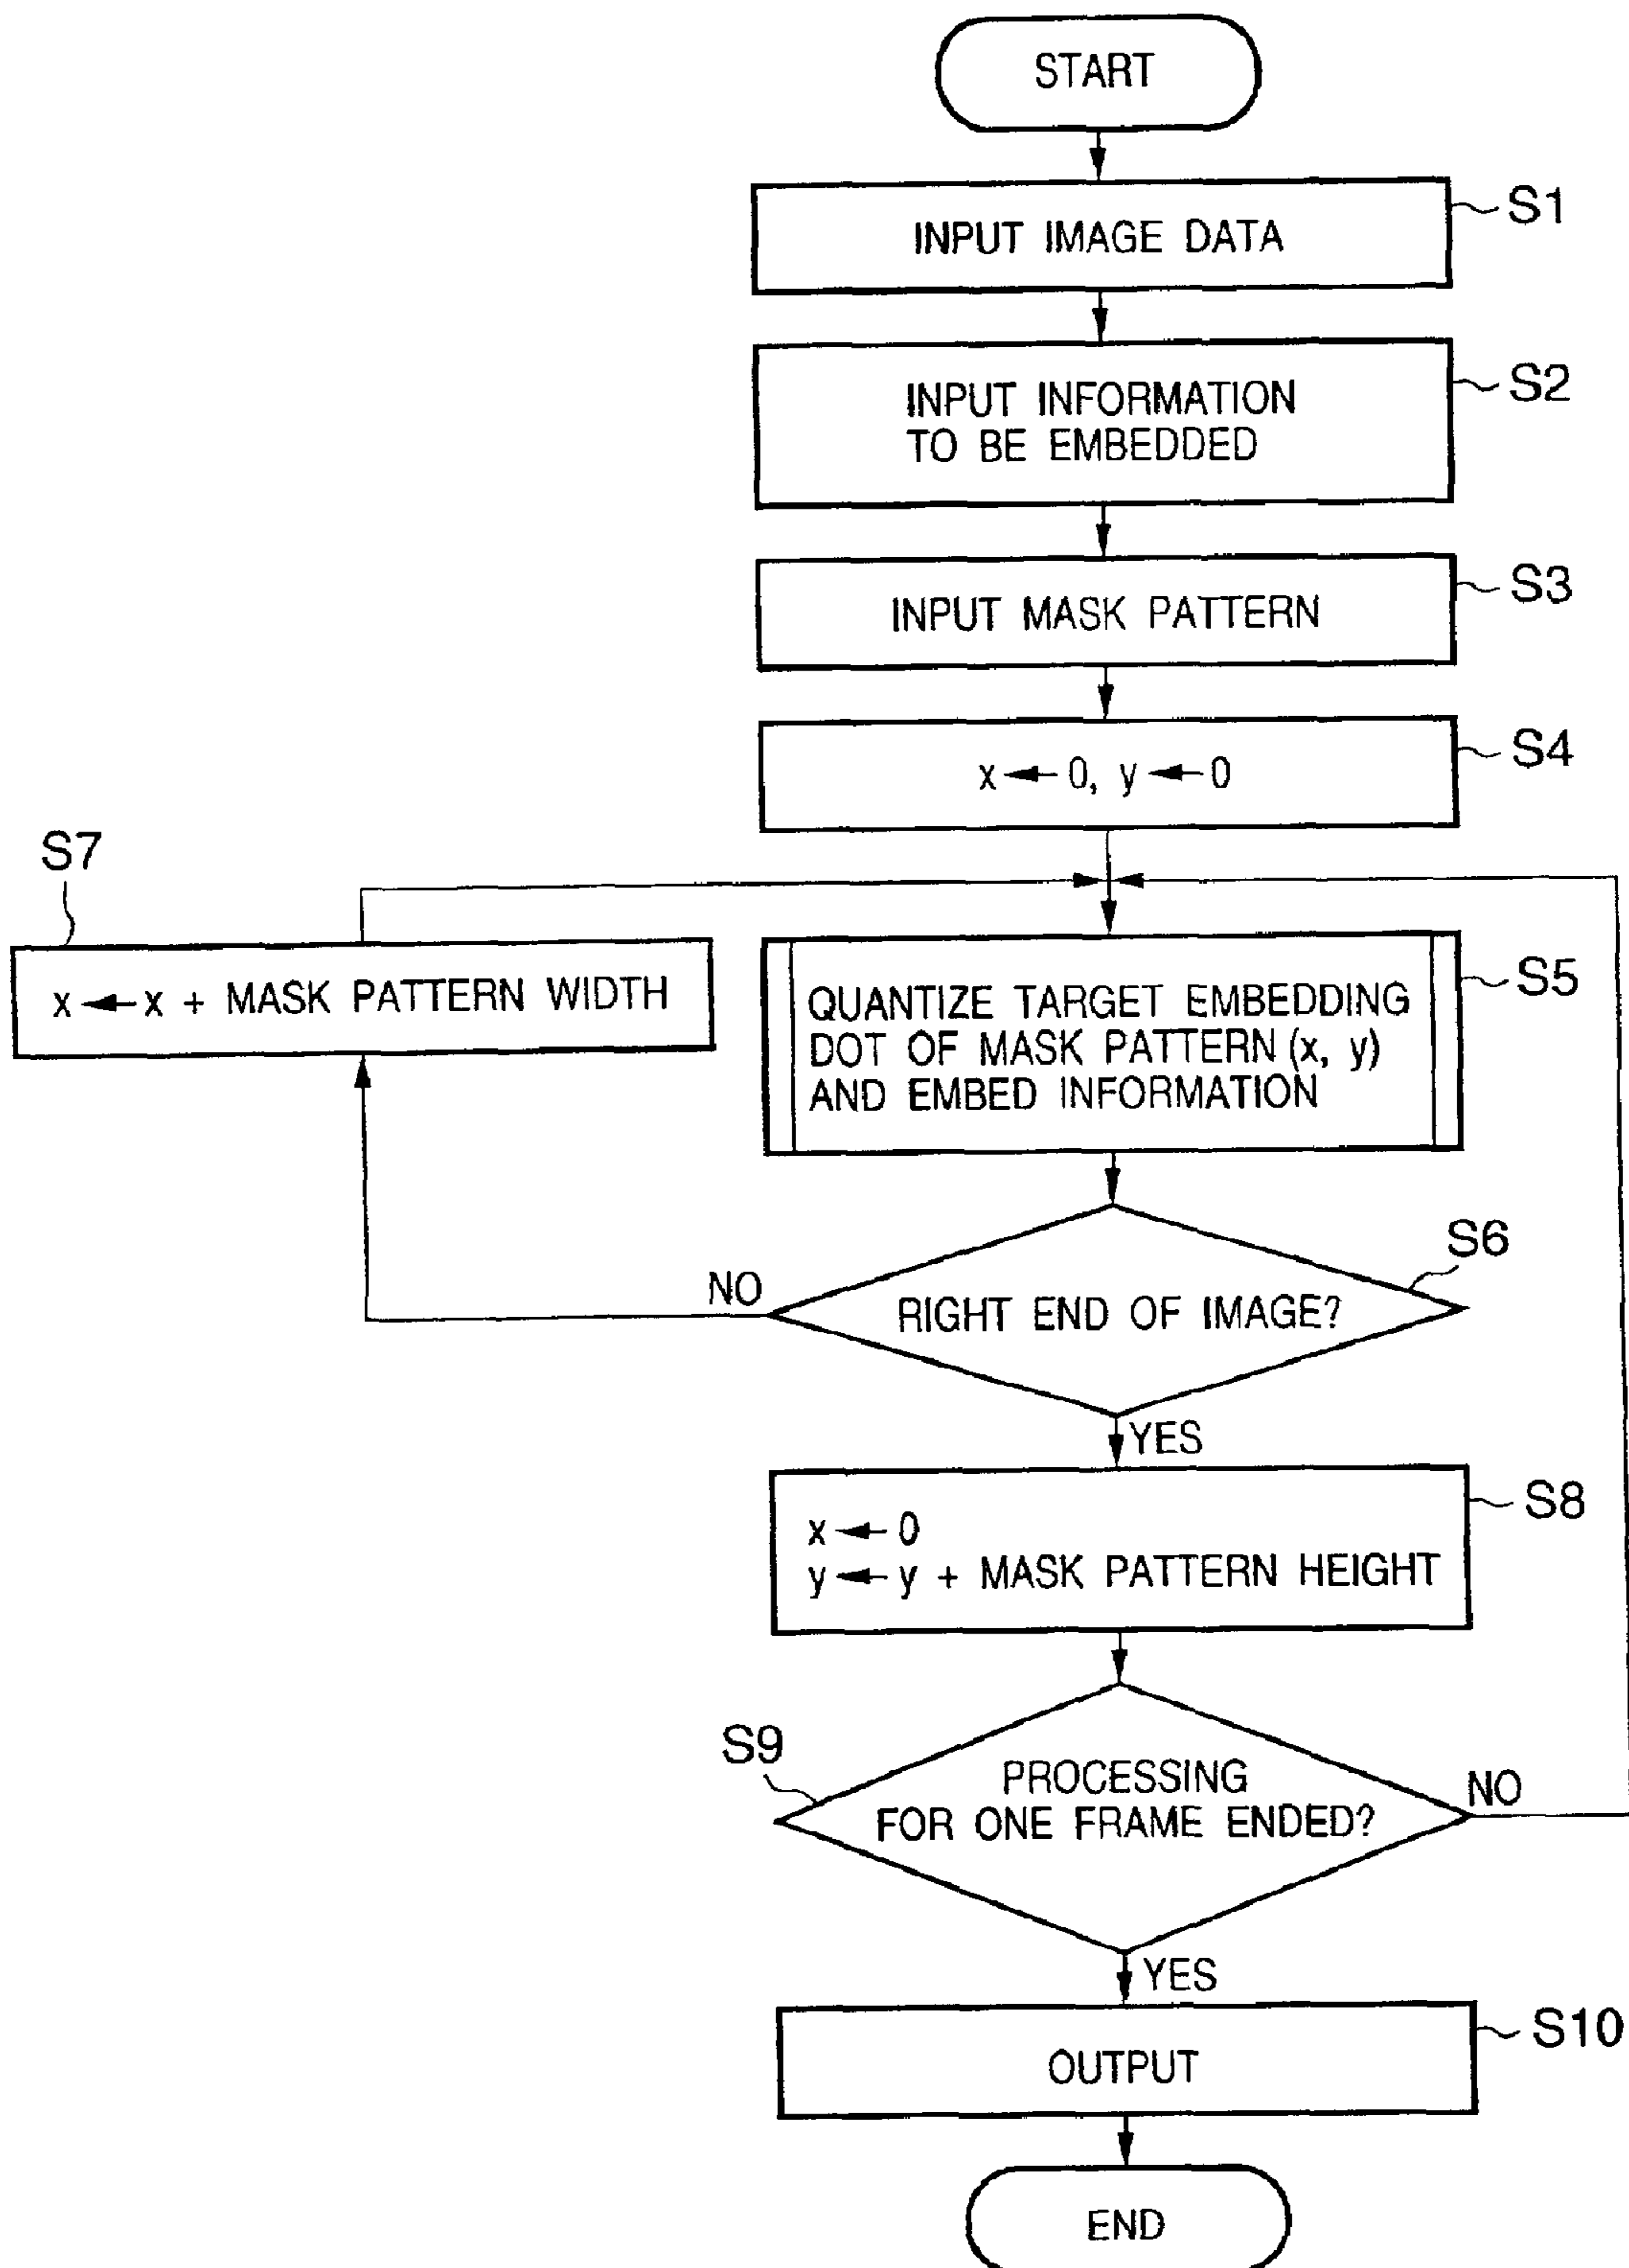 START
INPUT IMAGE DATA
S1
INPUT INFORMATION
TO BE EMBEDDED
S2
INPUT MASK PATTERN
S3
x ← 0, y ← 0
S4
S7
x ← x + MASK PATTERN WIDTH
QUANTIZE TARGET EMBEDDING
DOT OF MASK PATTERN (x, y)
AND EMBED INFORMATION
S5
S6
NO
RIGHT END OF IMAGE?
YES
S8
x ← 0
y ← y + MASK PATTERN HEIGHT
S9
PROCESSING
FOR ONE FRAME ENDED?
NO
YES
OUTPUT
S10
END